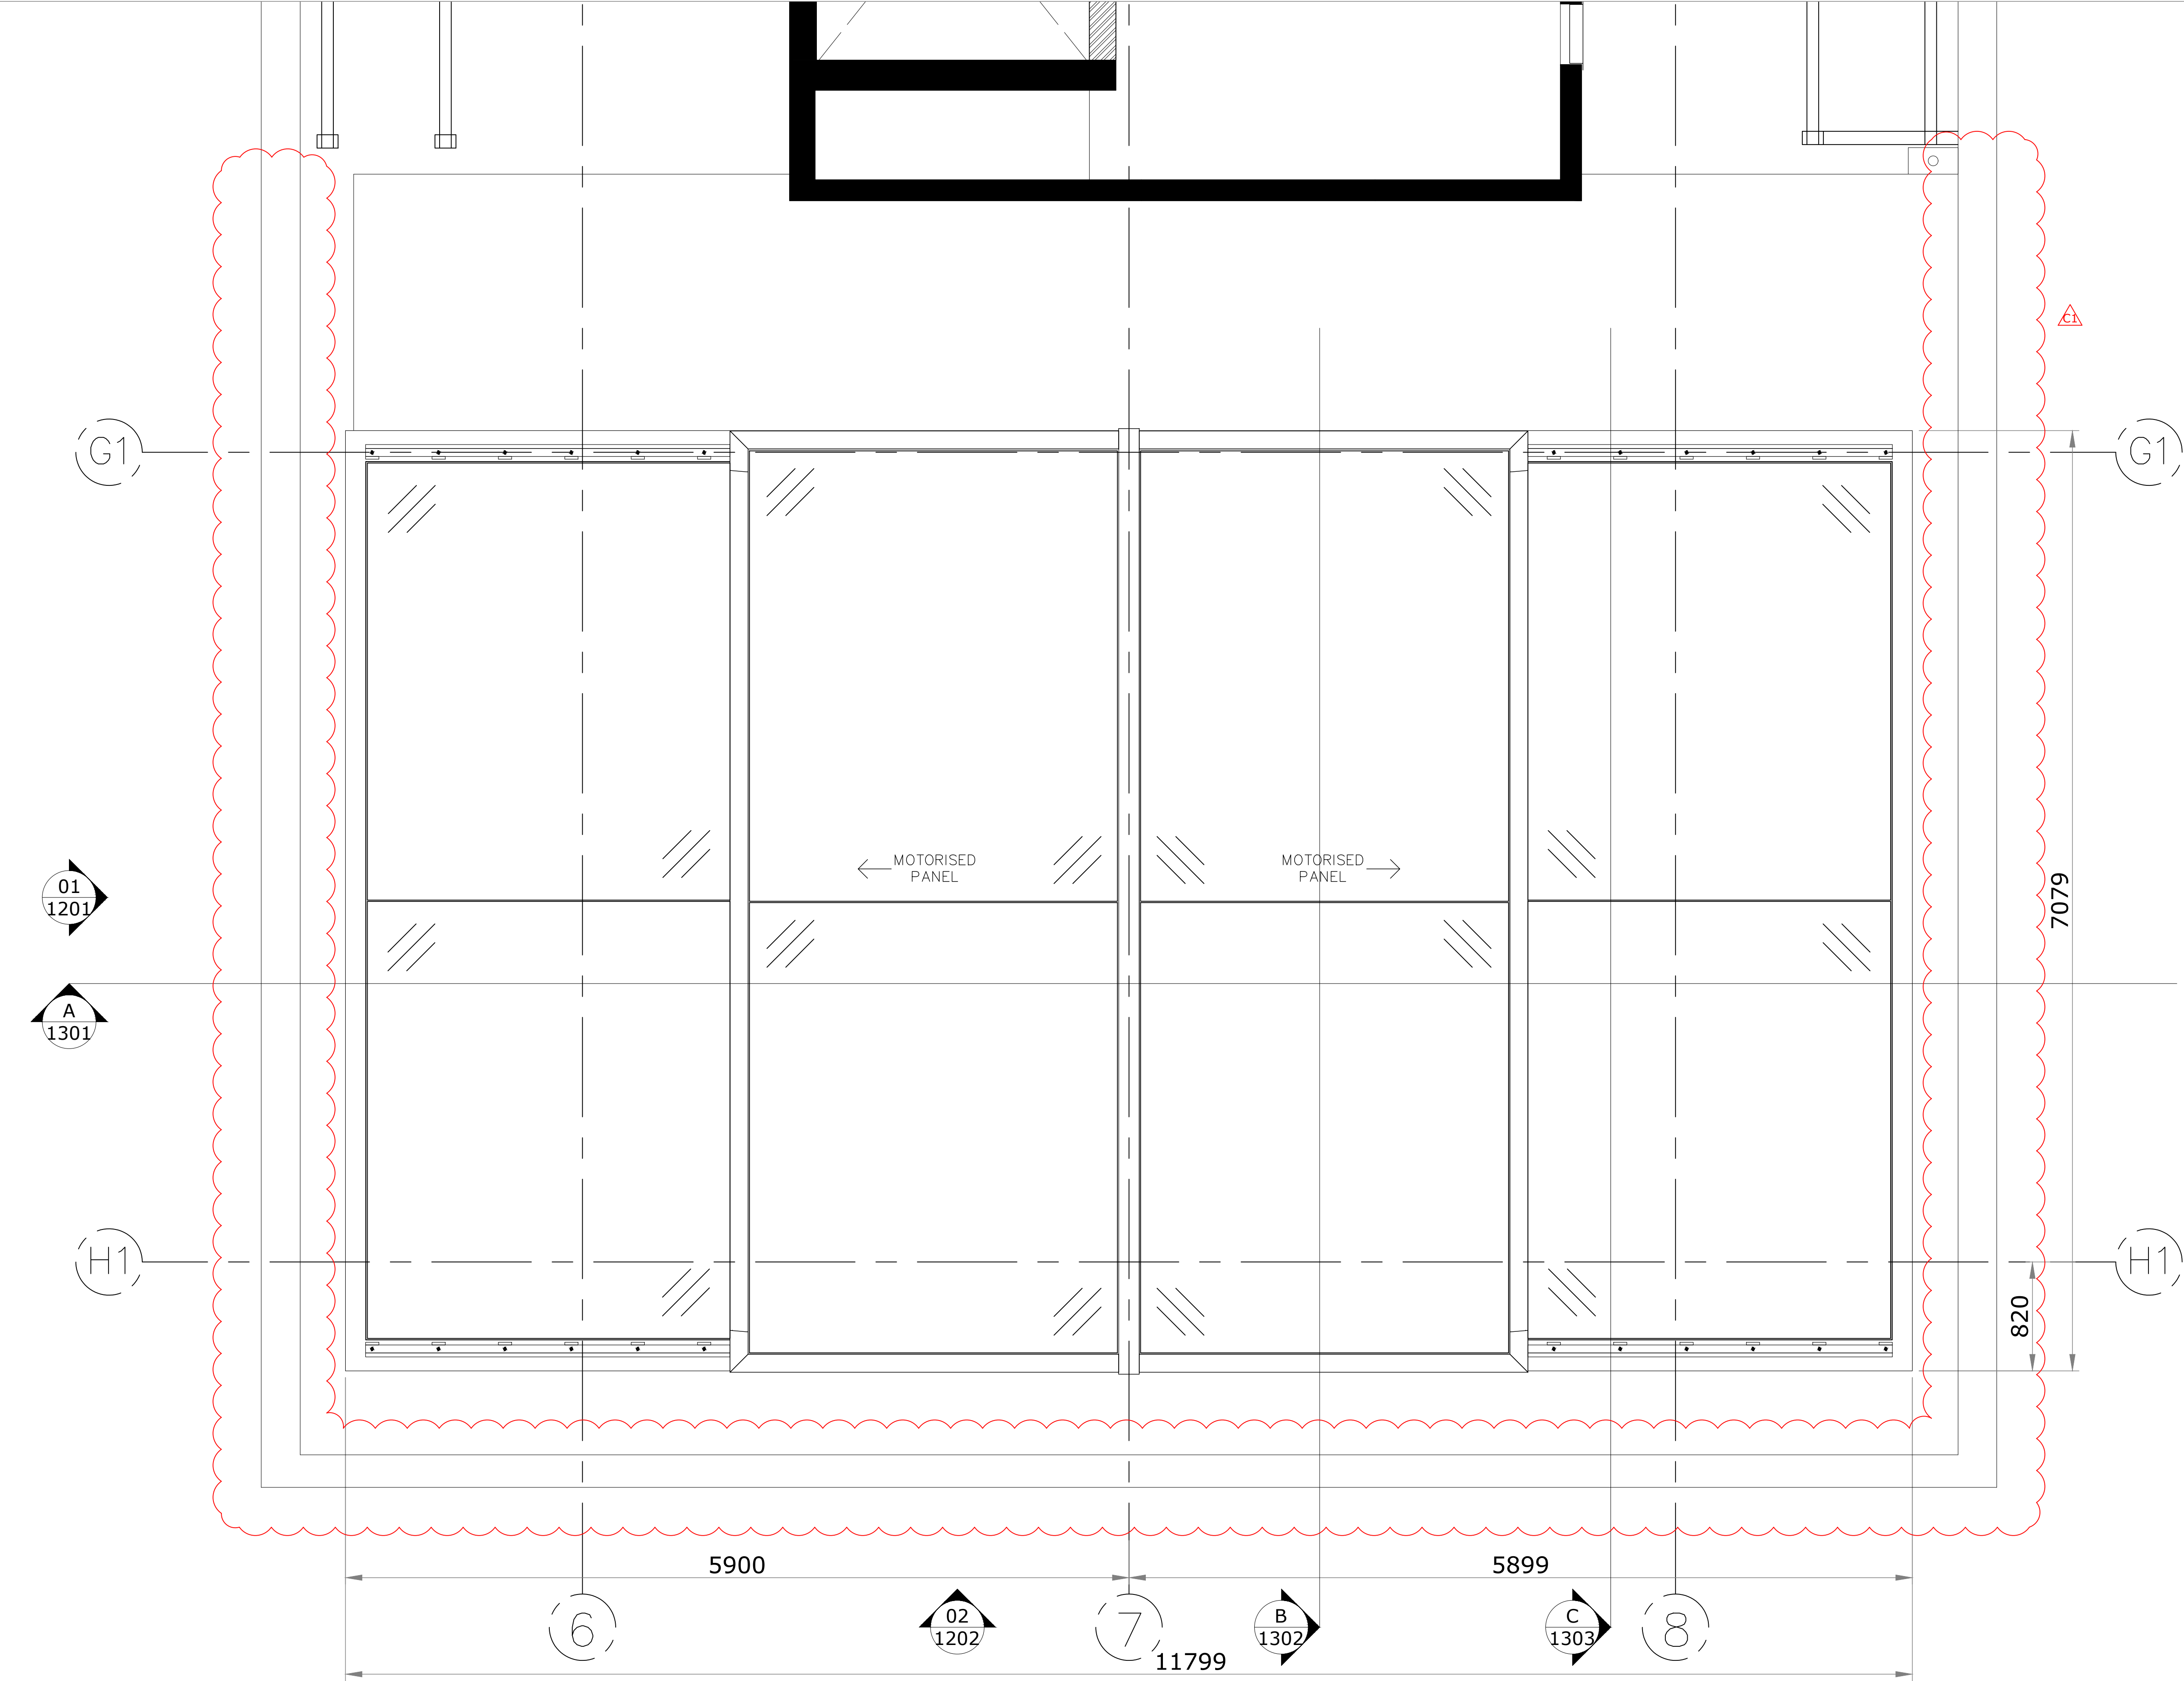 C1
G1
G1
MOTORISED
PANEL
MOTORISED
PANEL
01
1201
7079
A
1301
H1
H1
820
5900
5899
6
02
1202
7
B
1302
C
1303
8
11799